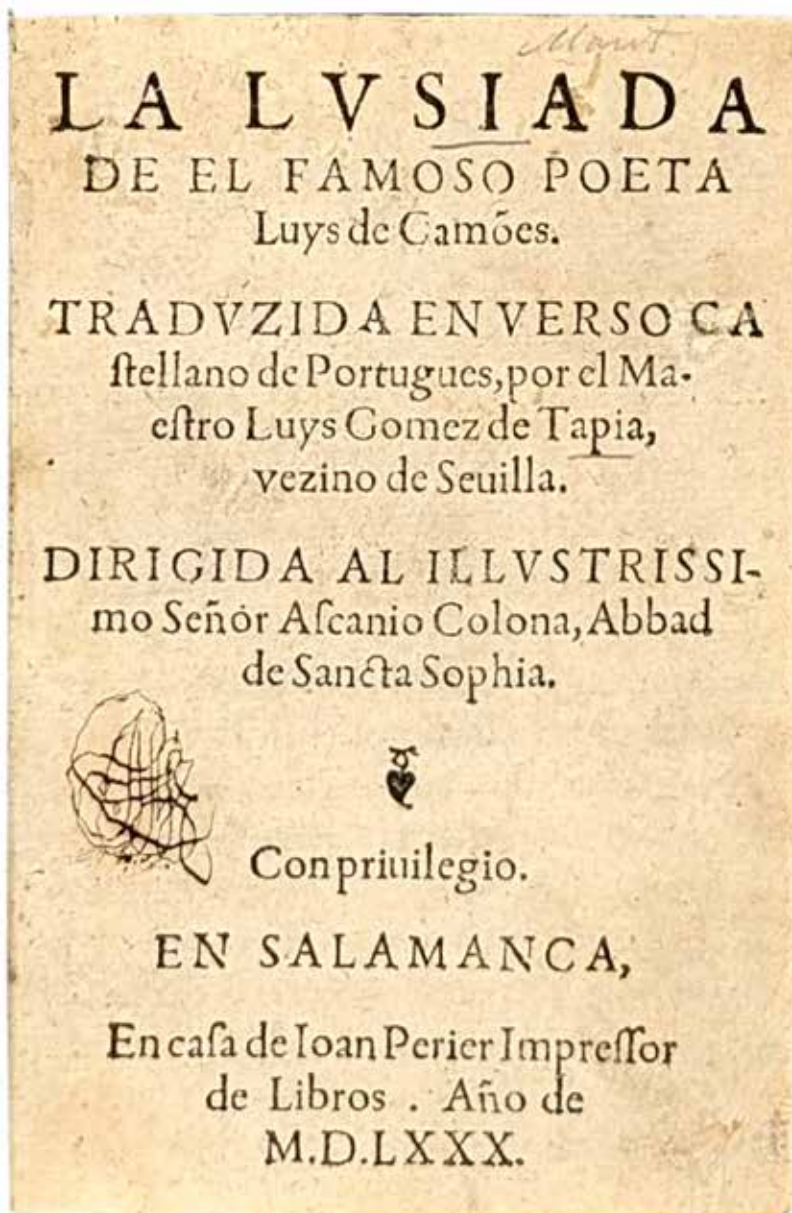 LA LVSIADA
DE EL FAMOSO POETA
Luys de Camões.
TRADVZIDA EN VERSO CA
ſtellano de Portugues, por el Ma-
eſtro Luys Gomez de Tapia,
vezino de Seuilla.
DIRIGIDA AL ILLVSTRISSI-
mo Señor Aſcanio Colona, Abbad
de Sancta Sophia.
Con priuilegio.
EN SALAMANCA,
En caſa de Ioan Perier Impreſſor
de Libros . Año de
M.D.LXXX.